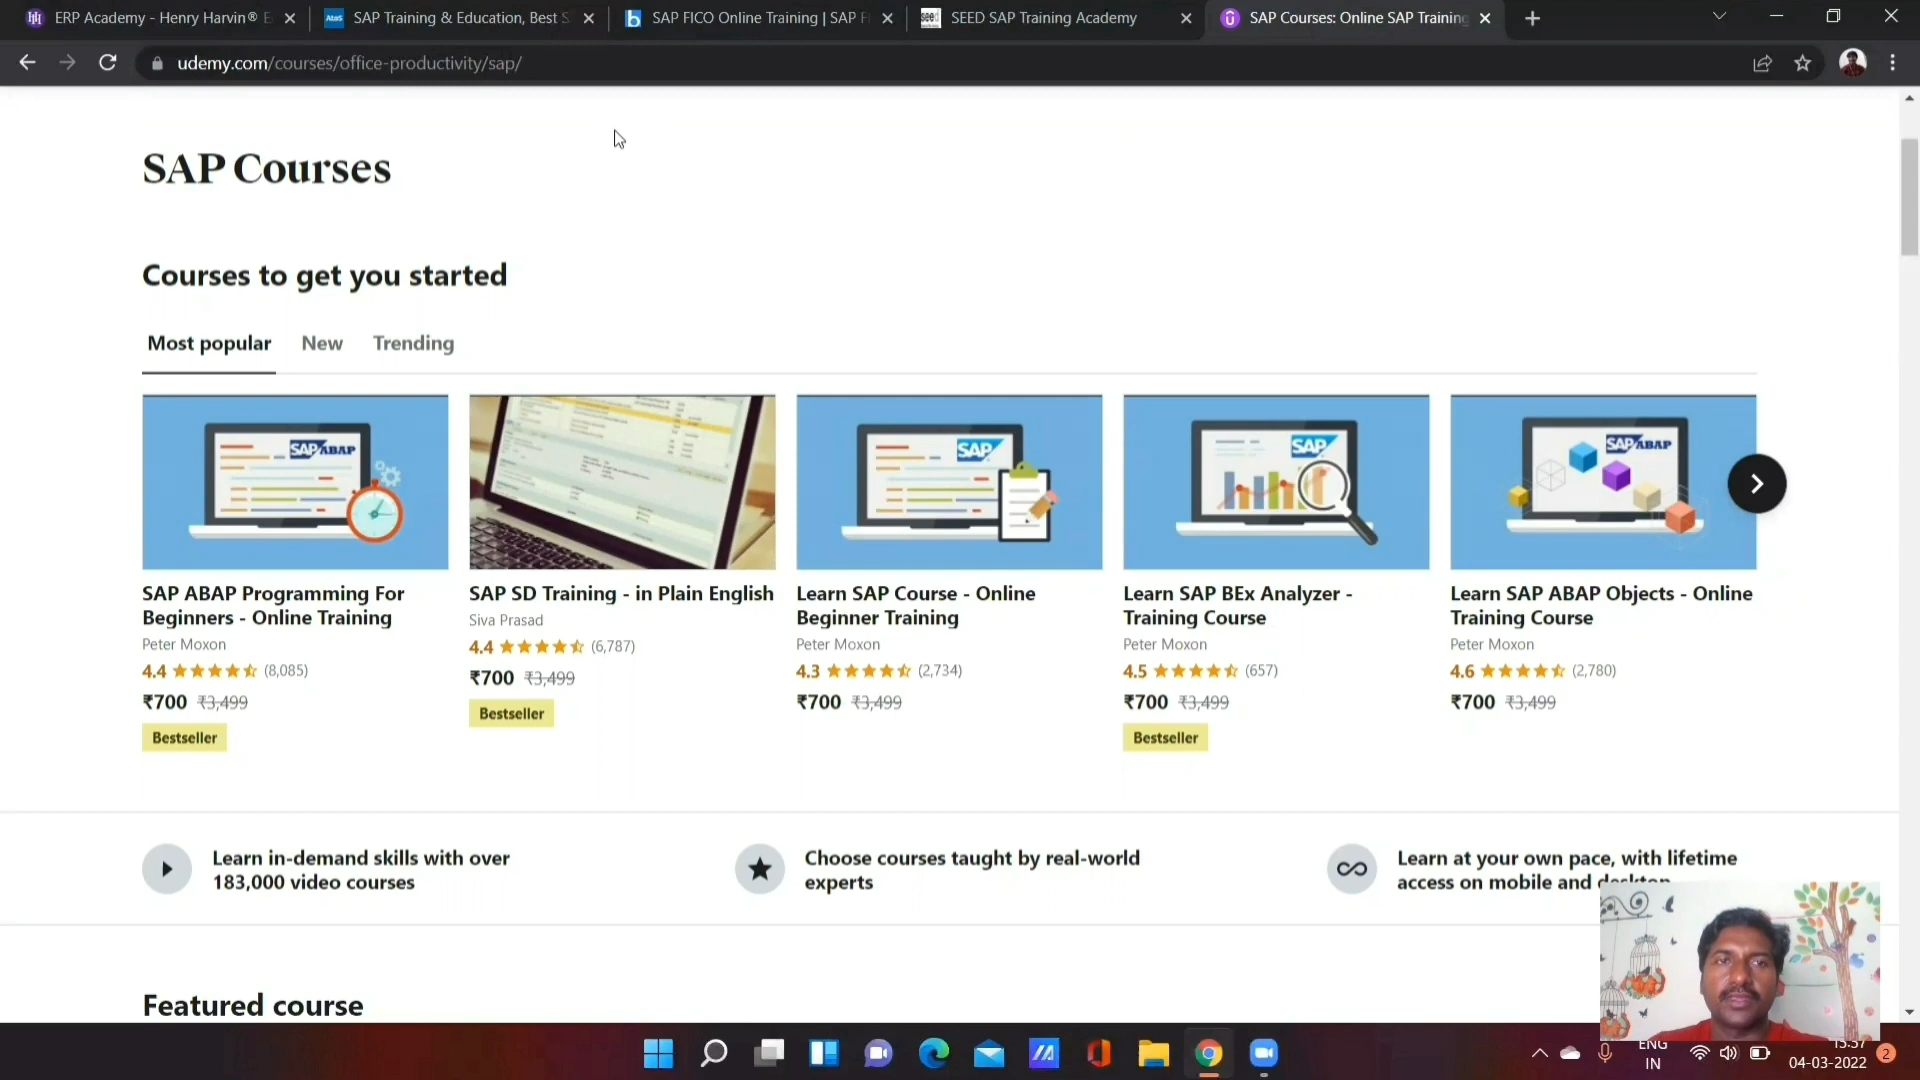 ERP Academy - Henry Harvin®
SAP Training & Education, Best S
SAP FICO Online Training | SAP F
SEED SAP Training Academy
SAP Courses: Online SAP Training
udemy.com/courses/office-productivity/sap/
SAP Courses
Courses to get you started
Most popular
New
Trending
SAP ABAP
SAP
SAP
SAP ABAP
SAP ABAP Programming For
Beginners - Online Training
Peter Moxon
4.4 (8,085)
₹700 ₹3,499
Bestseller
SAP SD Training - in Plain English
Siva Prasad
4.4 (6,787)
₹700 ₹3,499
Bestseller
Learn SAP Course - Online
Beginner Training
Peter Moxon
4.3 (2,734)
₹700 ₹3,499
Learn SAP BEx Analyzer -
Training Course
Peter Moxon
4.5 (657)
₹700 ₹3,499
Bestseller
Learn SAP ABAP Objects - Online
Training Course
Peter Moxon
4.6 (2,780)
₹700 ₹3,499
Learn in-demand skills with over
183,000 video courses
Choose courses taught by real-world
experts
Learn at your own pace, with lifetime
access on mobile and desktop
Featured course
ENG
IN
15:37
04-03-2022
2